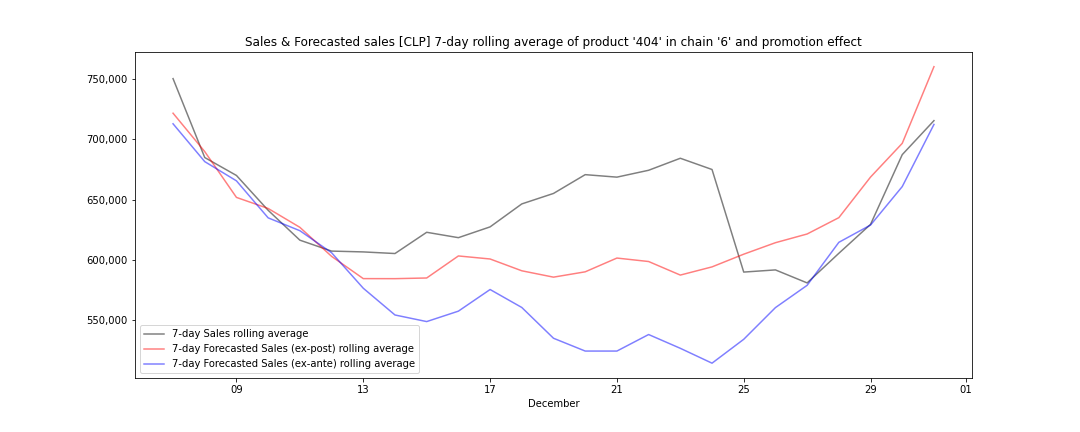 Sales & Forecasted sales [CLP] 7-day rolling average of product '404' in chain '6' and promotion effect
750,000
700,000
650,000
600,000
550,000
7-day Sales rolling average
7-day Forecasted Sales (ex-post) rolling average
7-day Forecasted Sales (ex-ante) rolling average
09 13 17 21 25 29 01
December